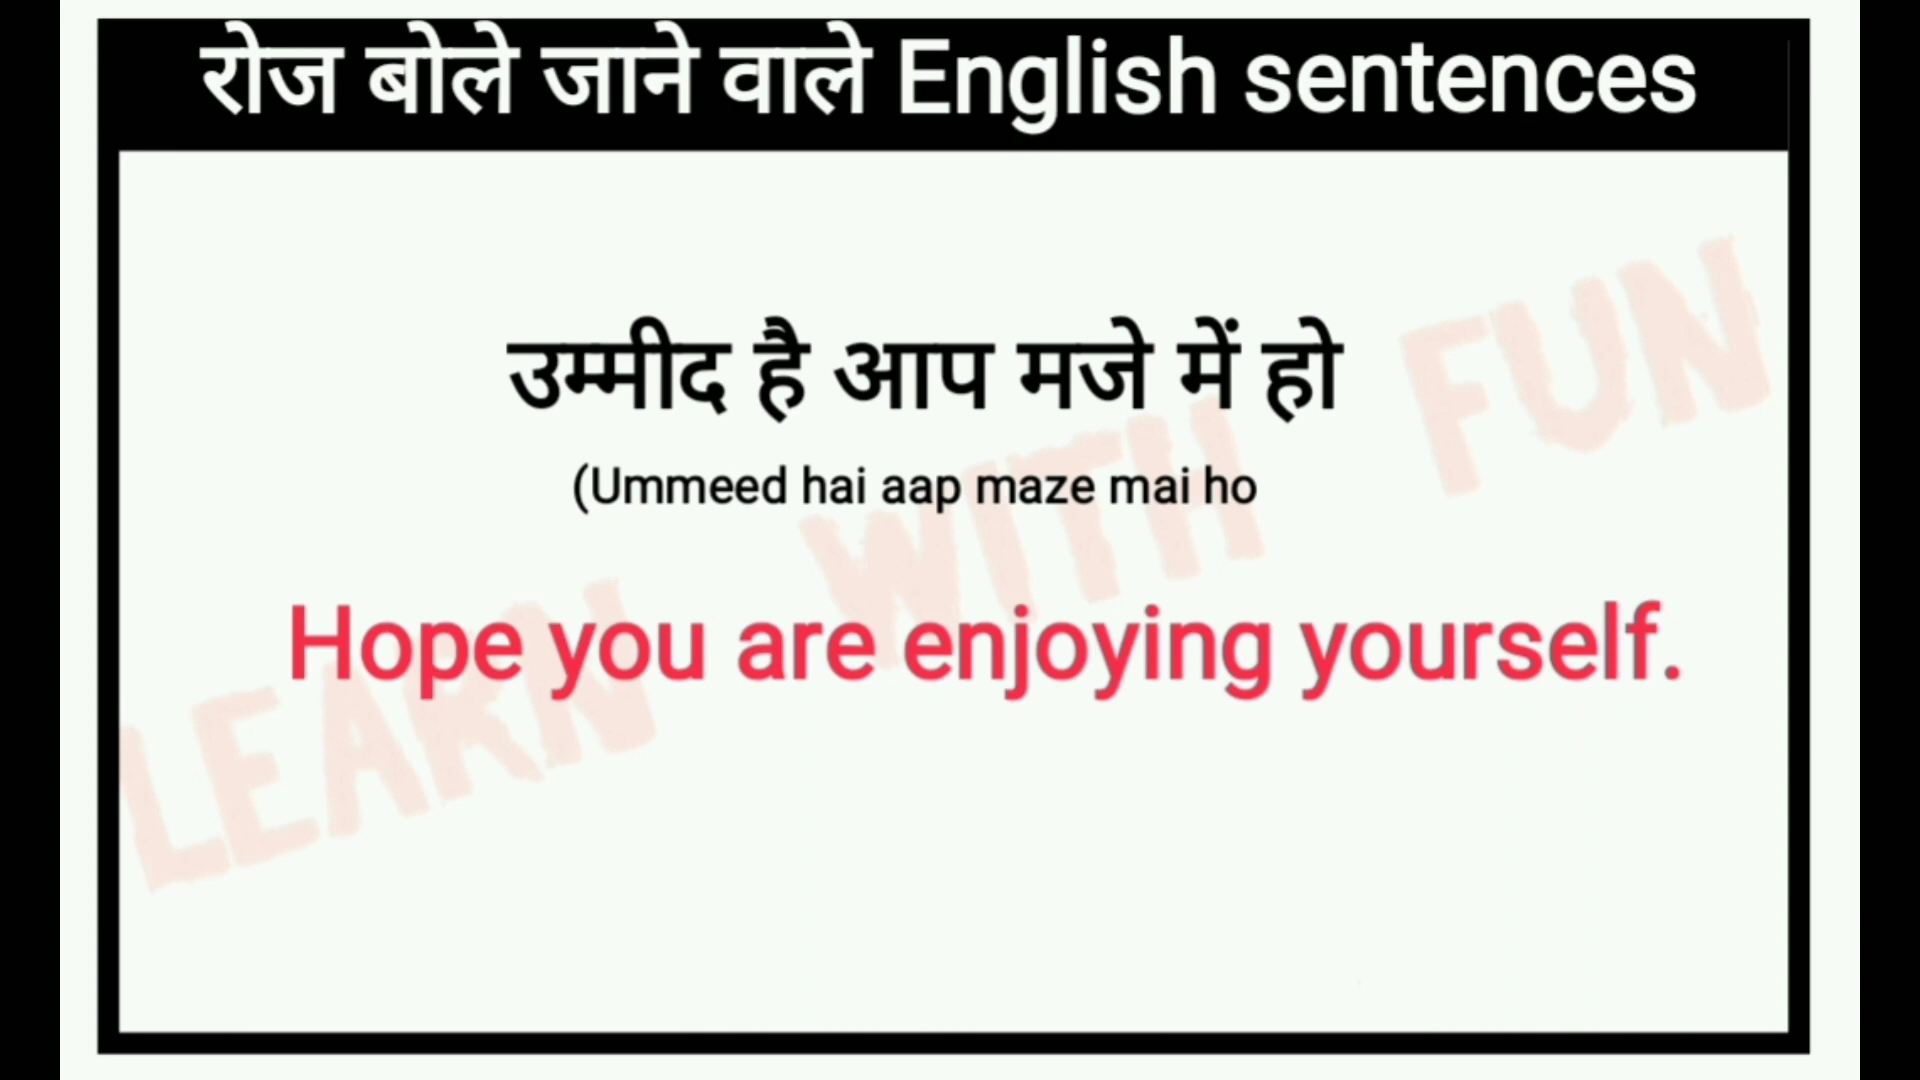 रोज बोले जाने वाले English sentences
उम्मीद है आप मजे में हो
(Ummeed hai aap maze mai ho
Hope you are enjoying yourself.
LEARN WITH FUN